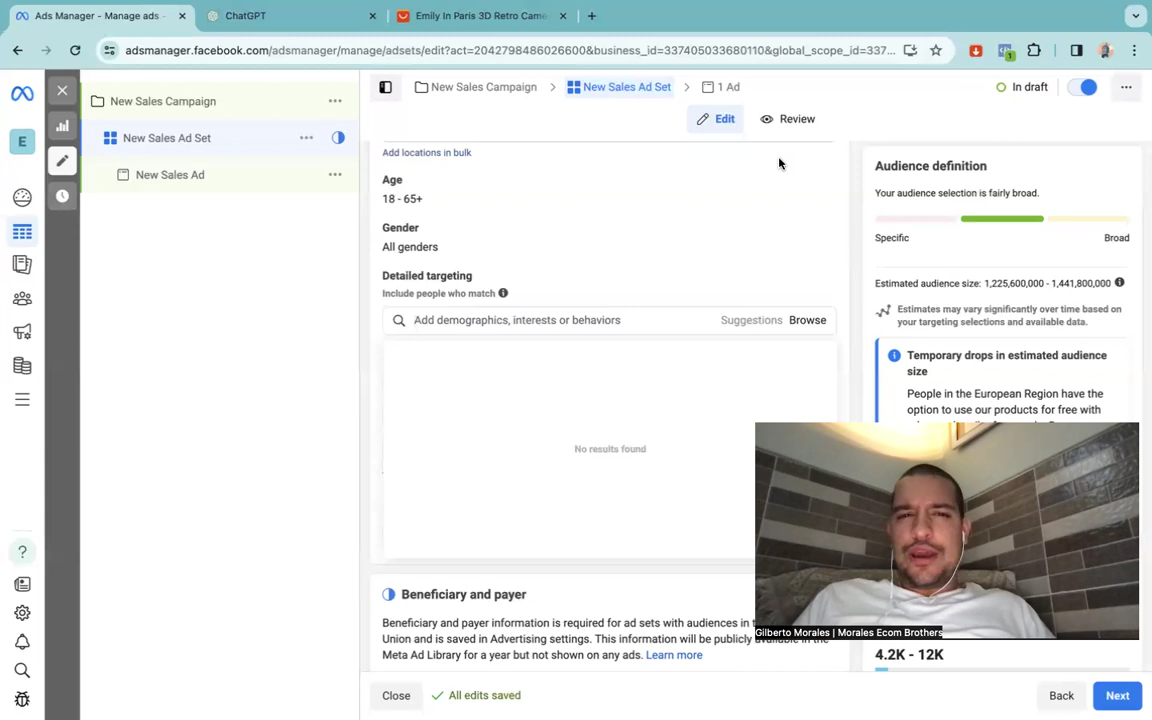 Ads Manager - Manage ads -
ChatGPT
Emily In Paris 3D Retro Came
adsmanager.facebook.com/adsmanager/manage/adsets/edit?act=2042798486026600&business_id=337405033680110&global_scope_id=337...
1
New Sales Campaign
New Sales Ad Set
1 Ad
In draft
Edit
Review
E
New Sales Campaign
New Sales Ad Set
New Sales Ad
Add locations in bulk
Age
18 - 65+
Gender
All genders
Detailed targeting
Include people who match
Add demographics, interests or behaviors
Suggestions
Browse
No results found
Beneficiary and payer
Beneficiary and payer information is required for ad sets with audiences in t
Union and is saved in Advertising settings. This information will be publicly available in the
Meta Ad Library for a year but not shown on any ads. Learn more
Audience definition
Your audience selection is fairly broad.
Specific
Broad
Estimated audience size: 1,225,600,000 - 1,441,800,000
Estimates may vary significantly over time based on
your targeting selections and available data.
Temporary drops in estimated audience
size
People in the European Region have the
option to use our products for free with
Gilberto Morales | Morales Ecom Brothers
4.2K - 12K
Close
All edits saved
Back
Next